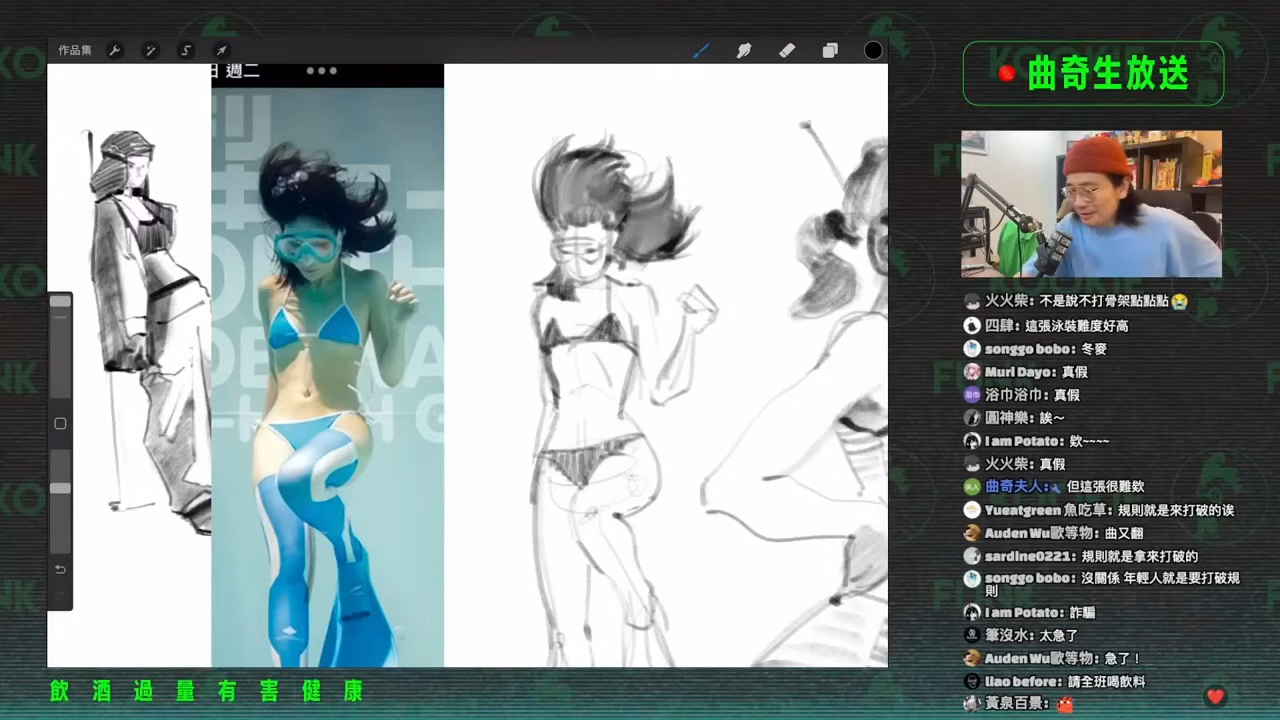 作品集
日 週二
曲奇生放送
火火柴: 不是說不打骨架點點點😭
四肆: 這張泳裝難度好高
songgo bobo: 冬麥
Muri Dayo: 真假
浴巾浴巾: 真假
圓神樂: 誒～
I am Potato: 欸~~~~
火火柴: 真假
曲奇夫人: 但這張很難欸
Yueatgreen 魚吃草: 規則就是來打破的诶
Auden Wu歐等物: 曲又翻
sardine0221: 規則就是拿來打破的
songgo bobo: 沒關係 年輕人就是要打破規
則
I am Potato: 詐騙
筆沒水: 太急了
Auden Wu歐等物: 急了！
liao before: 請全班喝飲料
黃泉百景:
飲酒過量有害健康